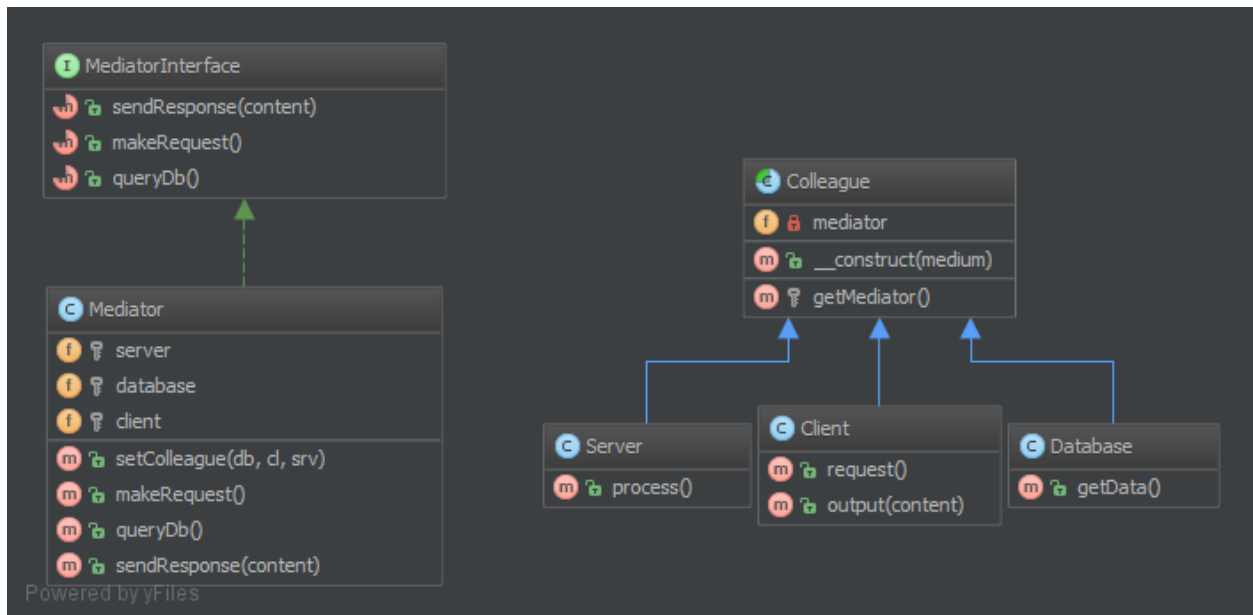 MediatorInterface
sendResponse(content)
makeRequest()
queryDb()
Mediator
server
database
client
setColleague(db, cl, srv)
makeRequest()
queryDb()
sendResponse(content)
Colleague
mediator
__construct(medium)
getMediator()
Server
process()
Client
request()
output(content)
Database
getData()
Powered by yFiles